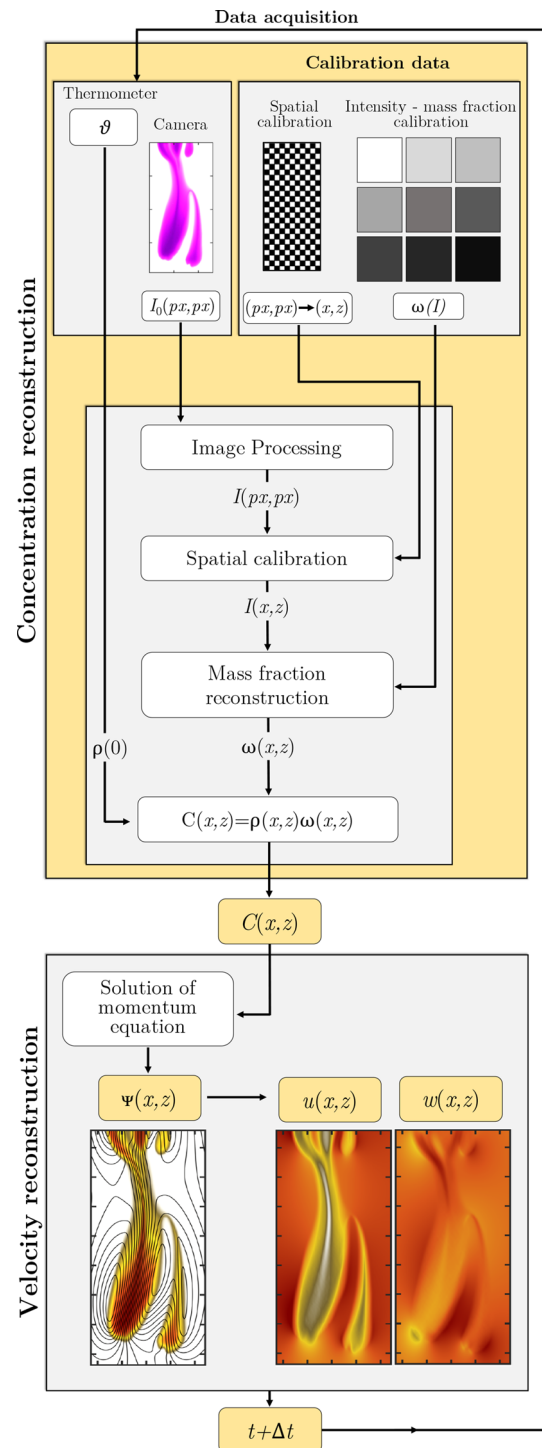 Data acquisition
Calibration data
Thermometer
ϑ
Camera
I₀(px,px)
Spatial
calibration
(px,px)→(x,z)
Intensity - mass fraction
calibration
ω(I)
Concentration reconstruction
Image Processing
I(px,px)
Spatial calibration
I(x,z)
Mass fraction
reconstruction
ρ(0)
ω(x,z)
C(x,z)=ρ(x,z)ω(x,z)
C(x,z)
Velocity reconstruction
Solution of
momentum
equation
Ψ(x,z)
u(x,z)
w(x,z)
t+Δt